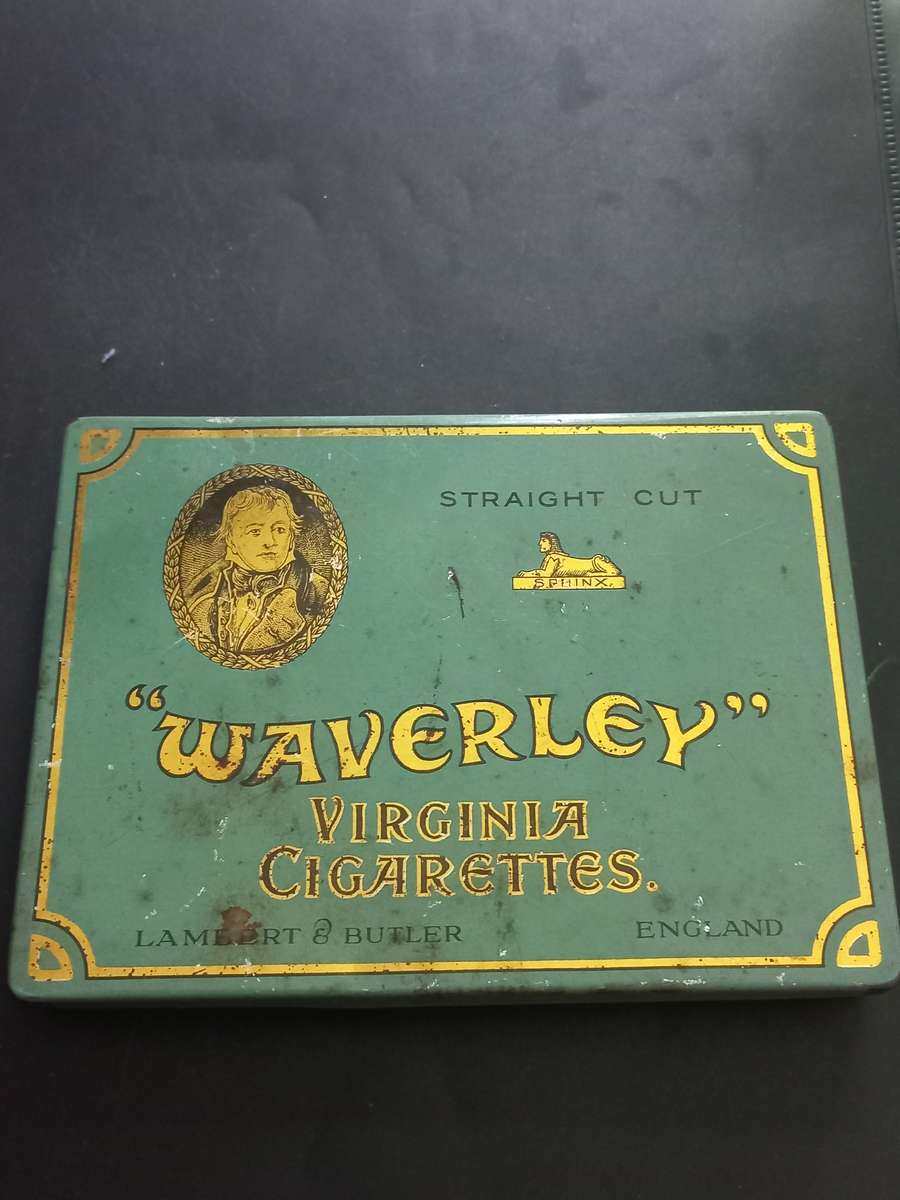 STRAIGHT CUT
SPHINX.
“WAVERLEY”
VIRGINIA
CIGARETTES.
LAMBERT & BUTLER
ENGLAND